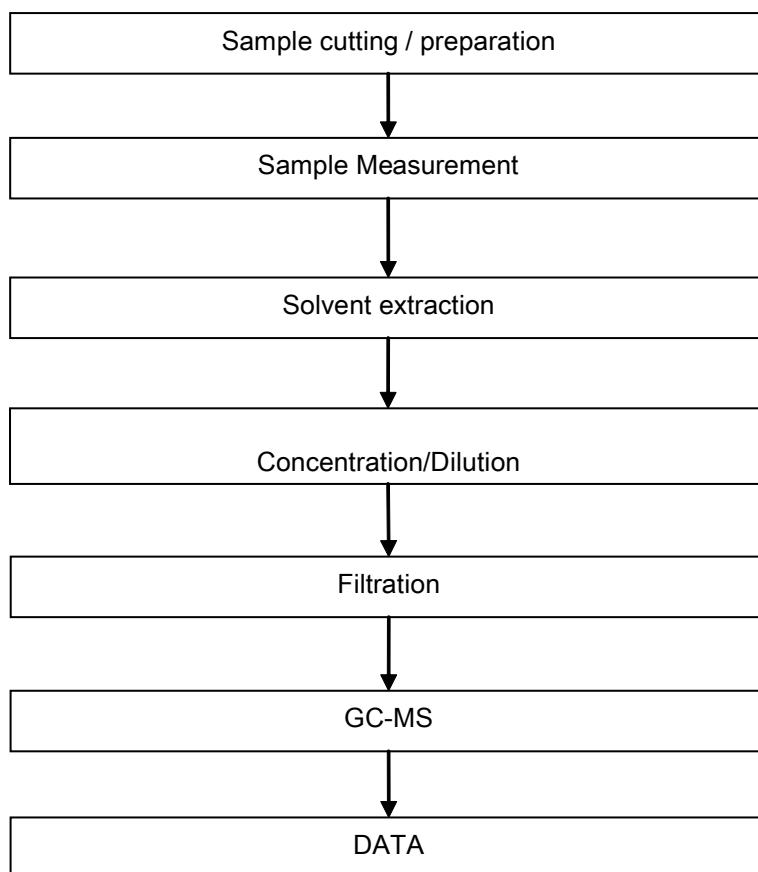 Sample cutting / preparation
Sample Measurement
Solvent extraction
Concentration/Dilution
Filtration
GC-MS
DATA